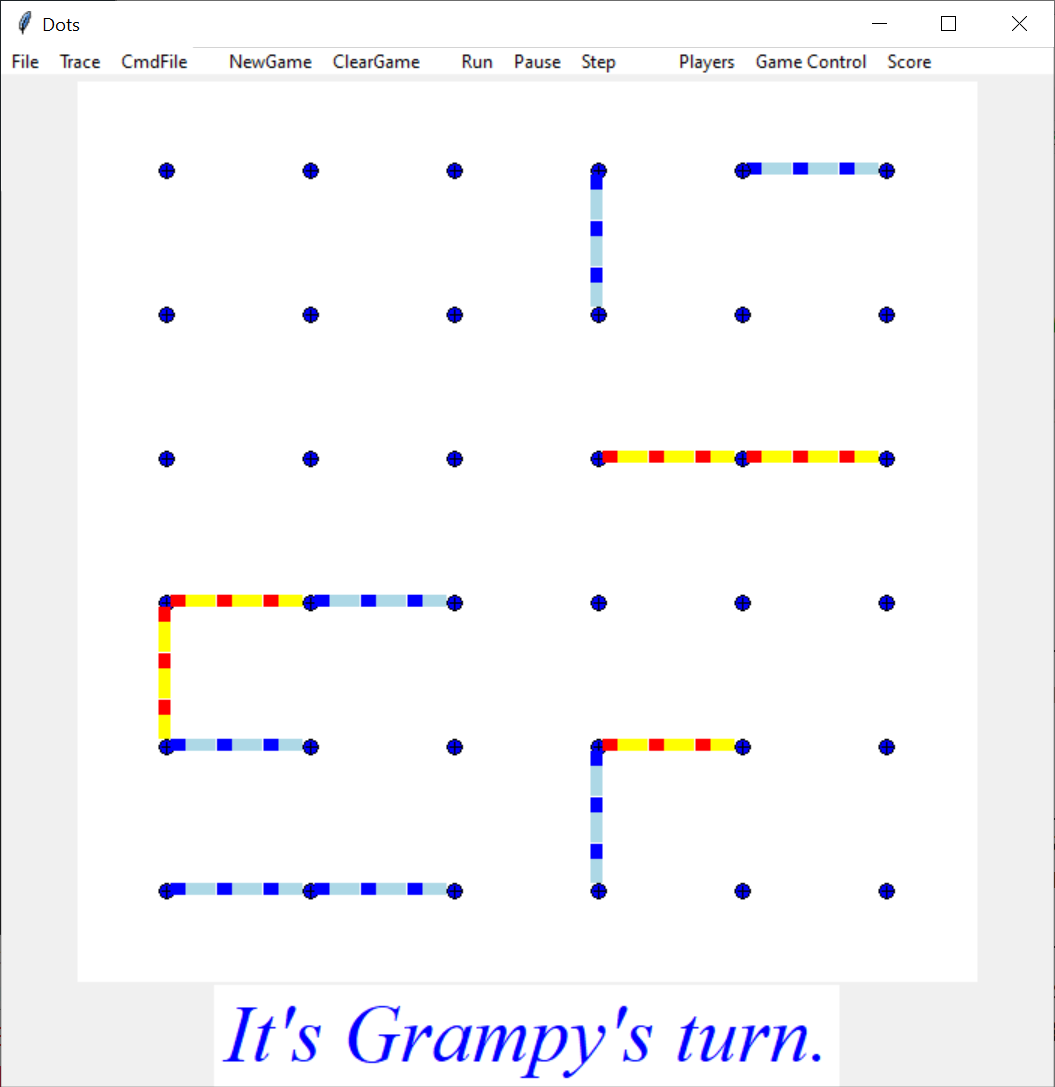 Dots
File Trace CmdFile NewGame ClearGame Run Pause Step Players Game Control Score
It's Grampy's turn.